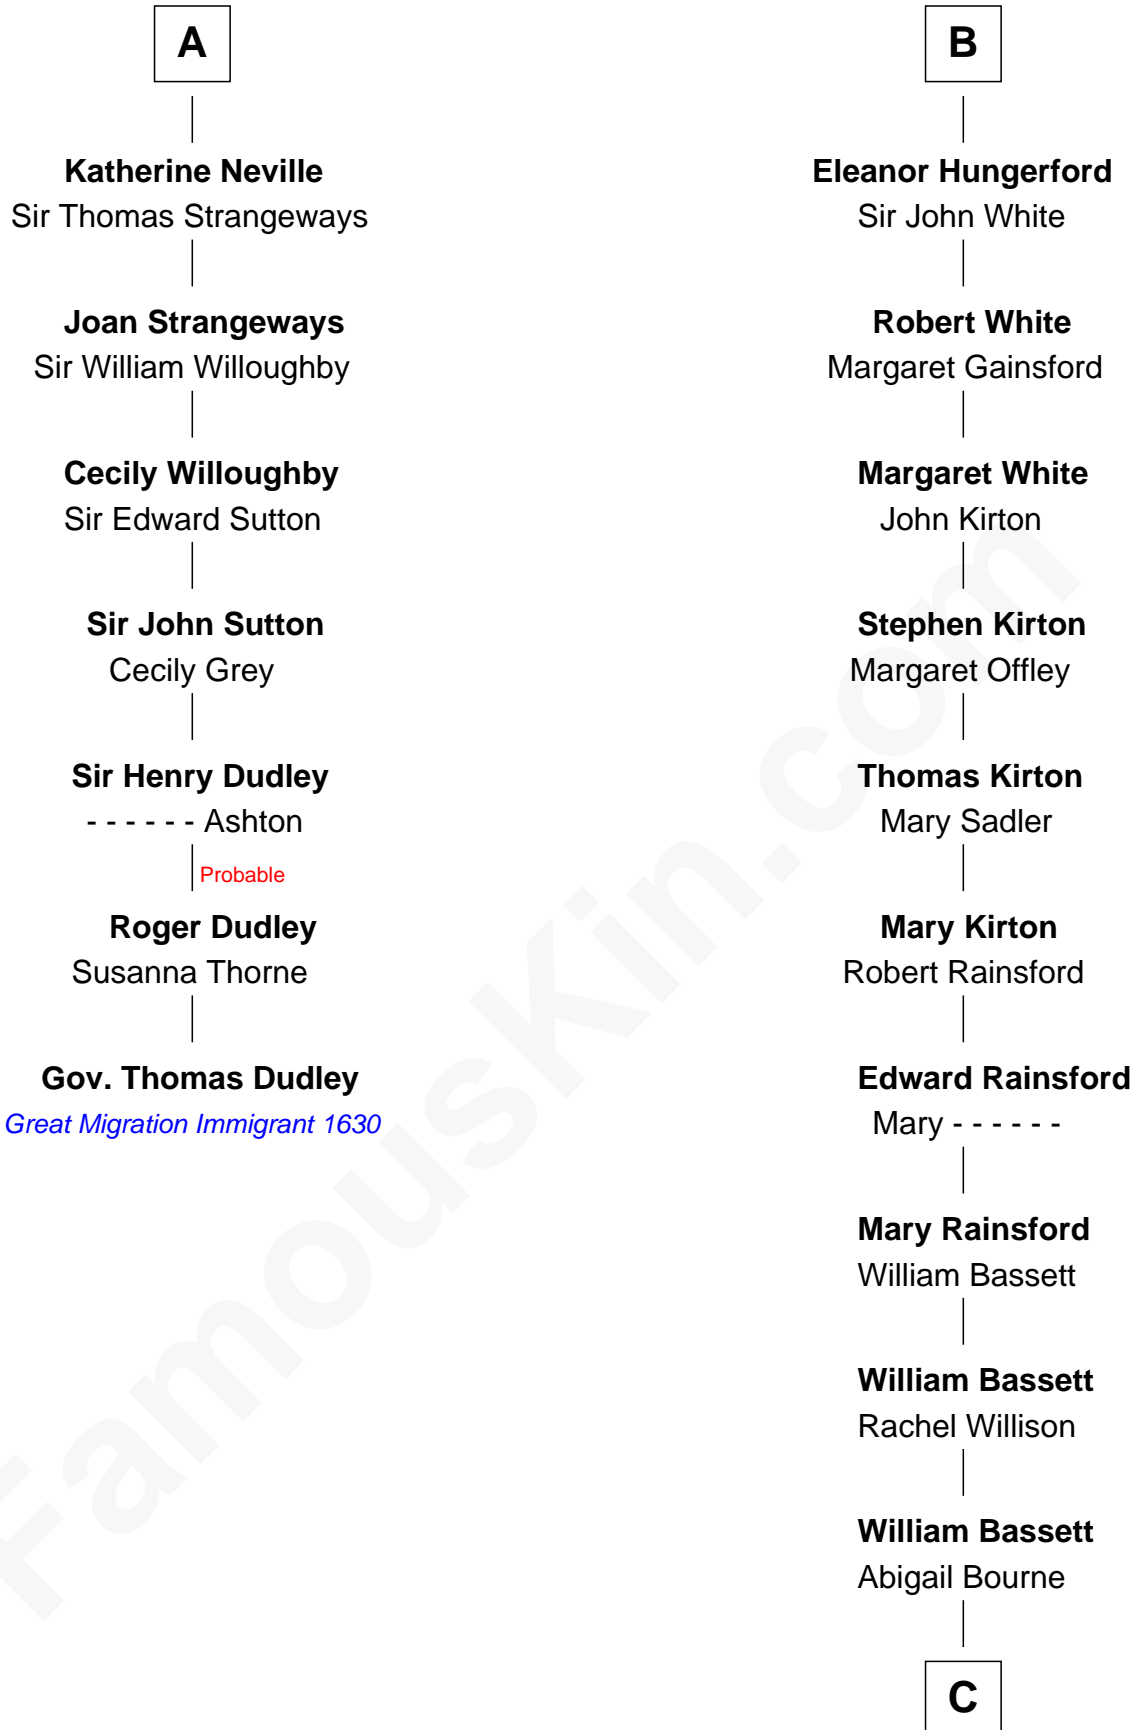 A
Katherine Neville
Sir Thomas Strangeways
Joan Strangeways
Sir William Willoughby
Cecily Willoughby
Sir Edward Sutton
Sir John Sutton
Cecily Grey
Sir Henry Dudley
- - - - - - Ashton
Probable
Roger Dudley
Susanna Thorne
Gov. Thomas Dudley
Great Migration Immigrant 1630
B
Eleanor Hungerford
Sir John White
Robert White
Margaret Gainsford
Margaret White
John Kirton
Stephen Kirton
Margaret Offley
Thomas Kirton
Mary Sadler
Mary Kirton
Robert Rainsford
Edward Rainsford
Mary - - - - - -
Mary Rainsford
William Bassett
William Bassett
Rachel Willison
William Bassett
Abigail Bourne
C
FamousKin.com